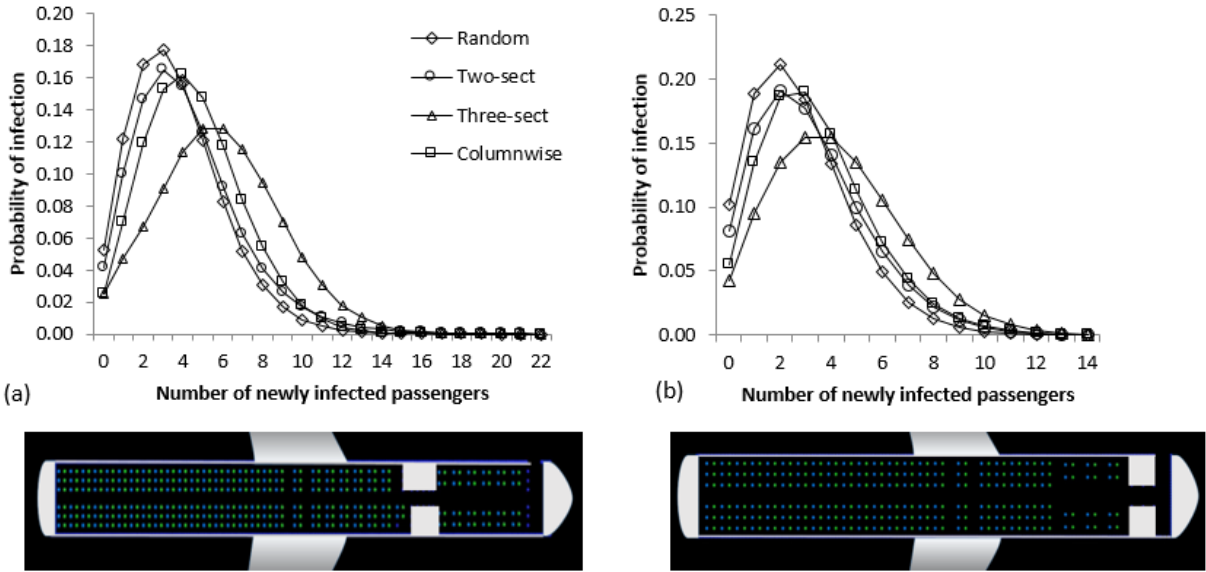 0.20
0.18
0.16
0.14
0.12
0.10
0.08
0.06
0.04
0.02
0.00
Probability of infection
Random
Two-sect
Three-sect
Columnwise
0 2 4 6 8 10 12 14 16 18 20 22
Number of newly infected passengers
(a)
0.25
0.20
0.15
0.10
0.05
0.00
Probability of infection
0 2 4 6 8 10 12 14
Number of newly infected passengers
(b)